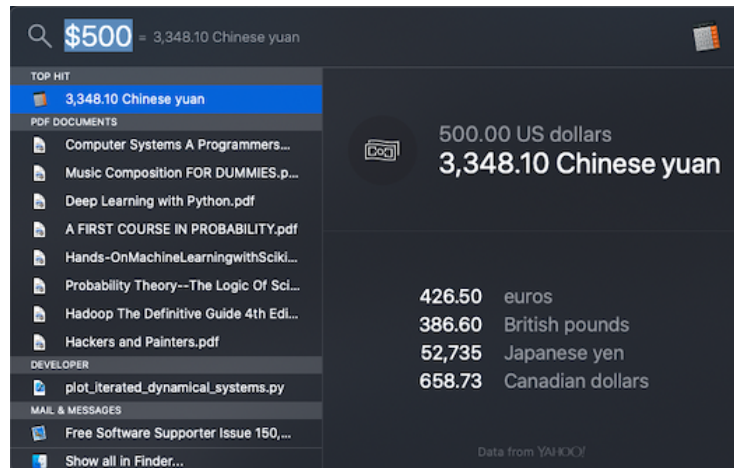 $500 = 3,348.10 Chinese yuan
TOP HIT
3,348.10 Chinese yuan
PDF DOCUMENTS
Computer Systems A Programmers...
Music Composition FOR DUMMIES.p...
Deep Learning with Python.pdf
A FIRST COURSE IN PROBABILITY.pdf
Hands-OnMachineLearningwithSciki...
Probability Theory--The Logic Of Sci...
Hadoop The Definitive Guide 4th Edi...
Hackers and Painters.pdf
DEVELOPER
plot_iterated_dynamical_systems.py
MAIL & MESSAGES
Free Software Supporter Issue 150,...
Show all in Finder...
500.00 US dollars
3,348.10 Chinese yuan
426.50 euros
386.60 British pounds
52,735 Japanese yen
658.73 Canadian dollars
Data from YAHOO!